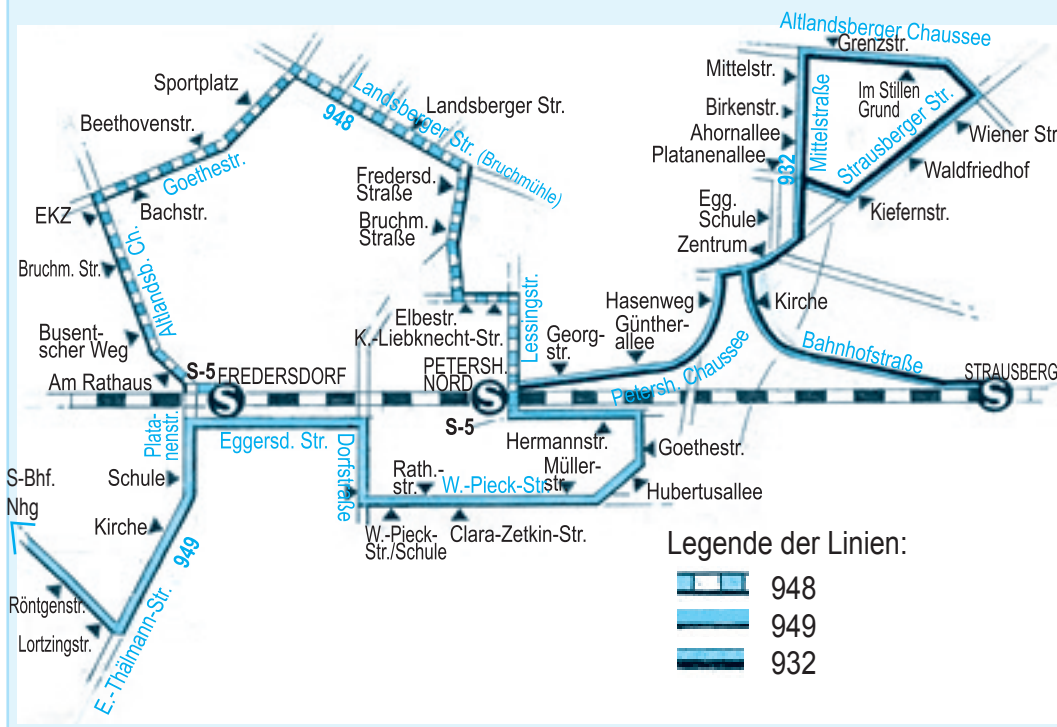 Altlandsberger Chaussee
Grenzstr.
Mittelstr.
Im Stillen
Grund
Birkenstr.
Ahornallee
Platanenallee
932
Mittelstraße
Strausberger Str.
Wiener Str
Waldfriedhof
Kiefernstr.
Egg.
Schule
Zentrum
Sportplatz
Beethovenstr.
Goethestr.
Bachstr.
948
Landsberger Str. (Bruchmühle)
Landsberger Str.
Fredersd.
Straße
Bruchm.
Straße
EKZ
Bruchm. Str.
Altlandsb. Ch.
Busent-
scher Weg
Am Rathaus
S-5
FREDERSDORF
S
Elbestr.
K.-Liebknecht-Str.
Lessingstr.
PETERSH.
NORD
S
S-5
Georg-
str.
Hasenweg
Günther-
allee
Petersh. Chaussee
Kirche
Bahnhofstraße
STRAUSBERG
S
Plata-
nenstr.
Eggersd. Str.
Dorfstraße
Hermannstr.
Goethestr.
Rath.-
str.
W.-Pieck-Str
Müller-
str.
Hubertusallee
W.-Pieck-
Str./Schule
Clara-Zetkin-Str.
S-Bhf.
Nhg
Schule
Kirche
949
Röntgenstr.
Lortzingstr.
E.-Thälmann-Str.
Legende der Linien:
948
949
932